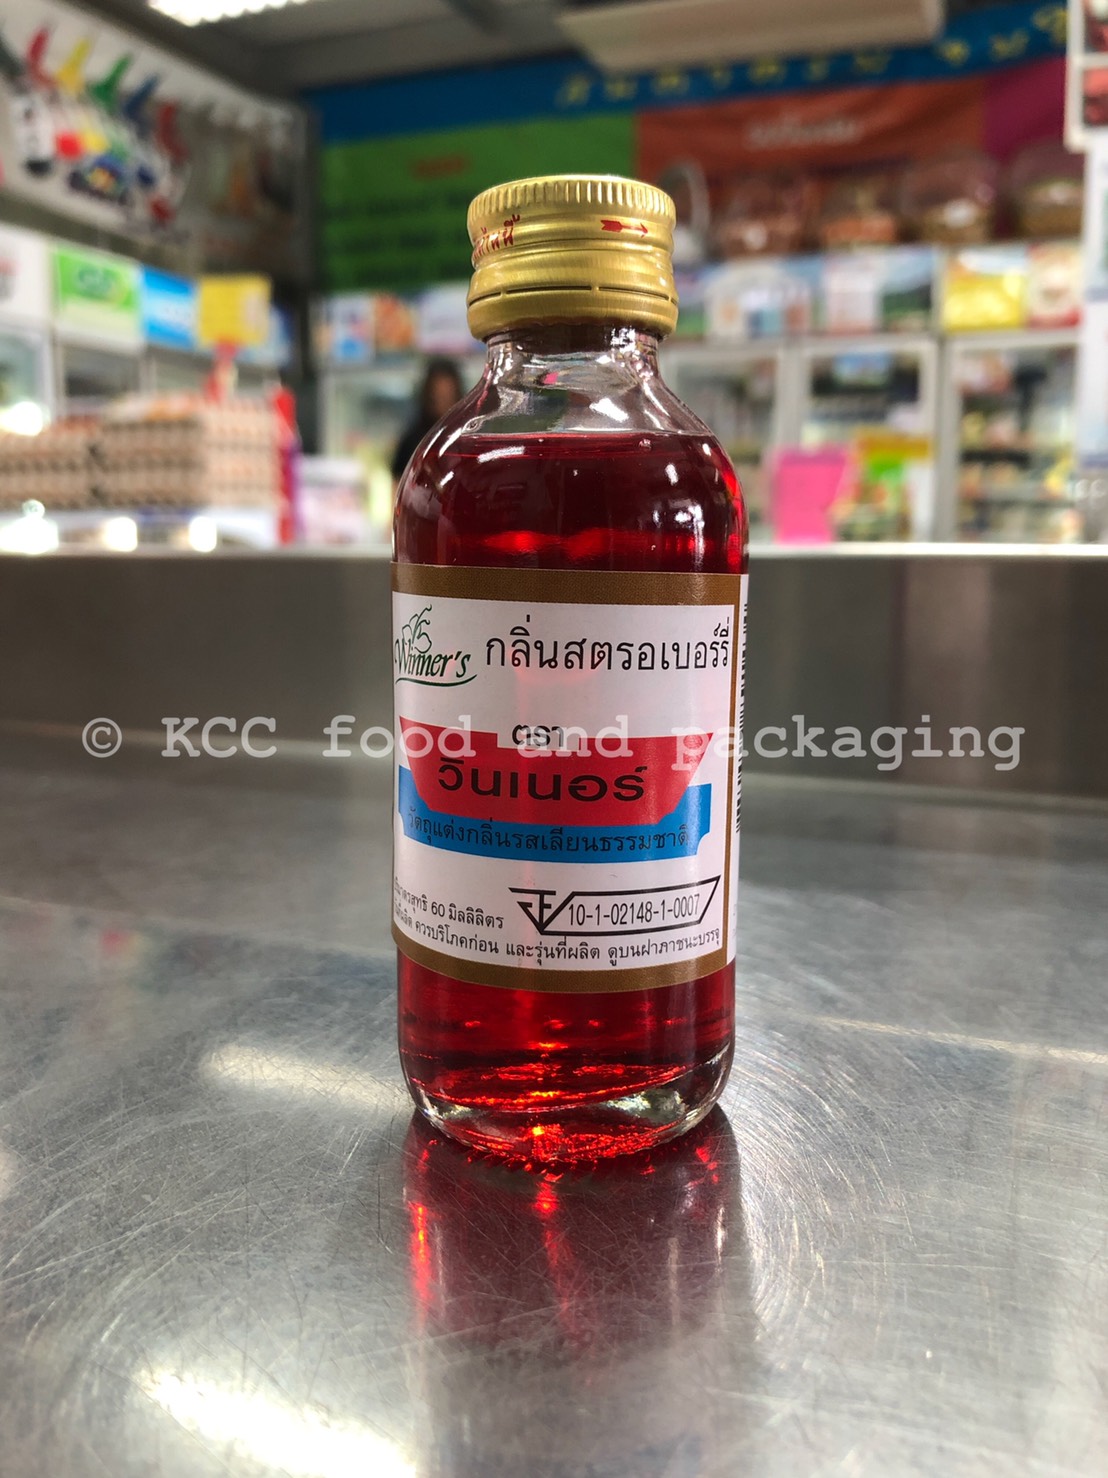 Winner's
กลิ่นสตรอเบอร์รี่
ตรา
วินเนอร์
วัตถุแต่งกลิ่นรสเลียนธรรมชาติ
ปริมาตรสุทธิ 60 มิลลิลิตร
10-1-02148-1-0007
ควรบริโภคก่อน และรุ่นที่ผลิต ดูบนฝาภาชนะบรรจุ
© KCC food and packaging